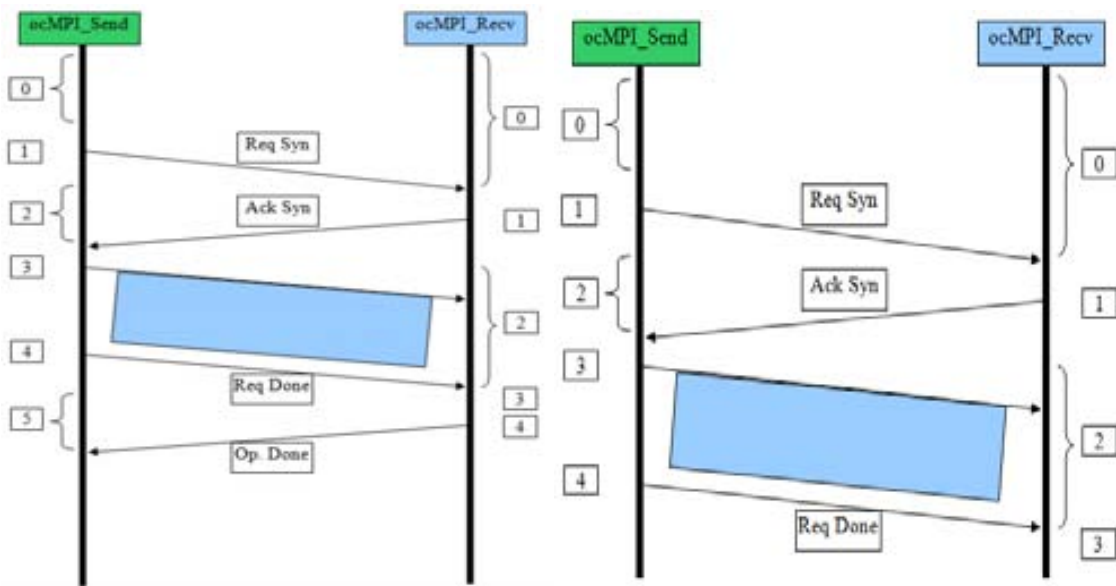 ocMPI_Send
ocMPI_Recv
0
0
1
Req Syn
2
Ack Syn
1
3
2
4
Req Done
3
5
4
Op. Done
ocMPI_Send
ocMPI_Recv
0
0
1
Req Syn
2
Ack Syn
1
3
2
4
Req Done
3